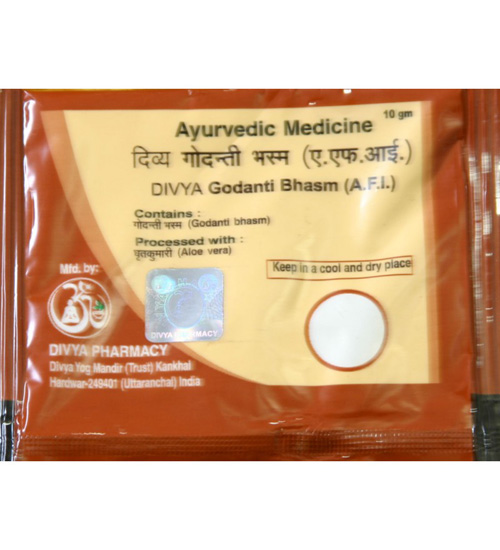 10 gm
Ayurvedic Medicine
दिव्य गोदन्ती भस्म (ए.एफ.आई.)
DIVYA Godanti Bhasm (A.F.I.)
Contains :
गोदन्ती भस्म (Godanti bhasm)
Processed with :
घृतकुमारी (Aloe vera)
Keep in a cool and dry place
Mfd. by:
DIVYA PHARMACY
DIVYA PHARMACY
Divya Yog Mandir (Trust) Kankhal
Hardwar-249401 (Uttaranchal) India